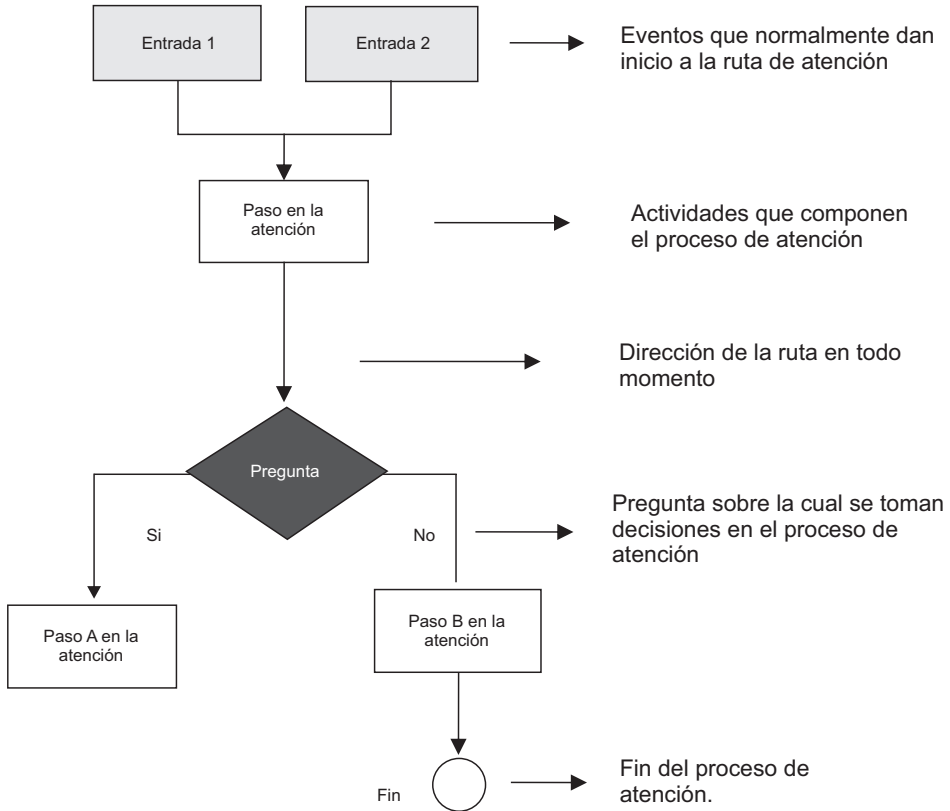 Entrada 1
Entrada 2
Eventos que normalmente dan
inicio a la ruta de atención
Paso en la
atención
Actividades que componen
el proceso de atención
Dirección de la ruta en todo
momento
Pregunta
Si
No
Pregunta sobre la cual se toman
decisiones en el proceso de
atención
Paso A en la
atención
Paso B en la
atención
Fin
Fin del proceso de
atención.